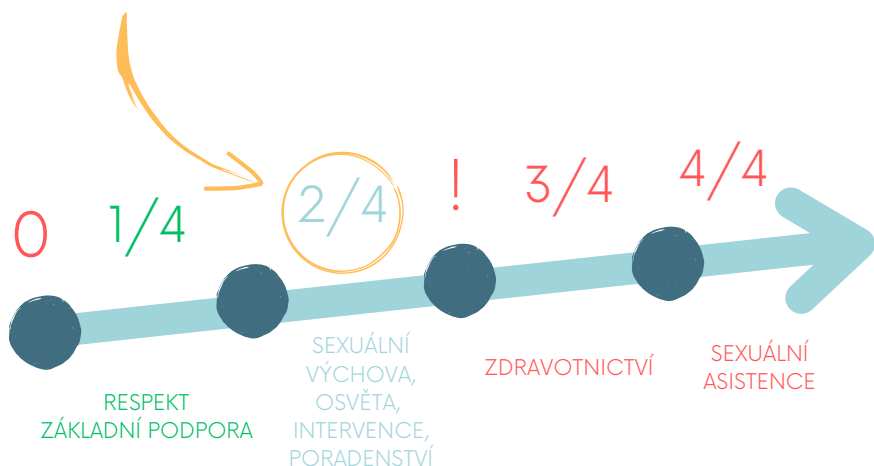 0
1/4
2/4
!
3/4
4/4
RESPEKT
ZÁKLADNÍ PODPORA
SEXUÁLNÍ
VÝCHOVA,
OSVĚTA,
INTERVENCE,
PORADENSTVÍ
ZDRAVOTNICTVÍ
SEXUÁLNÍ
ASISTENCE